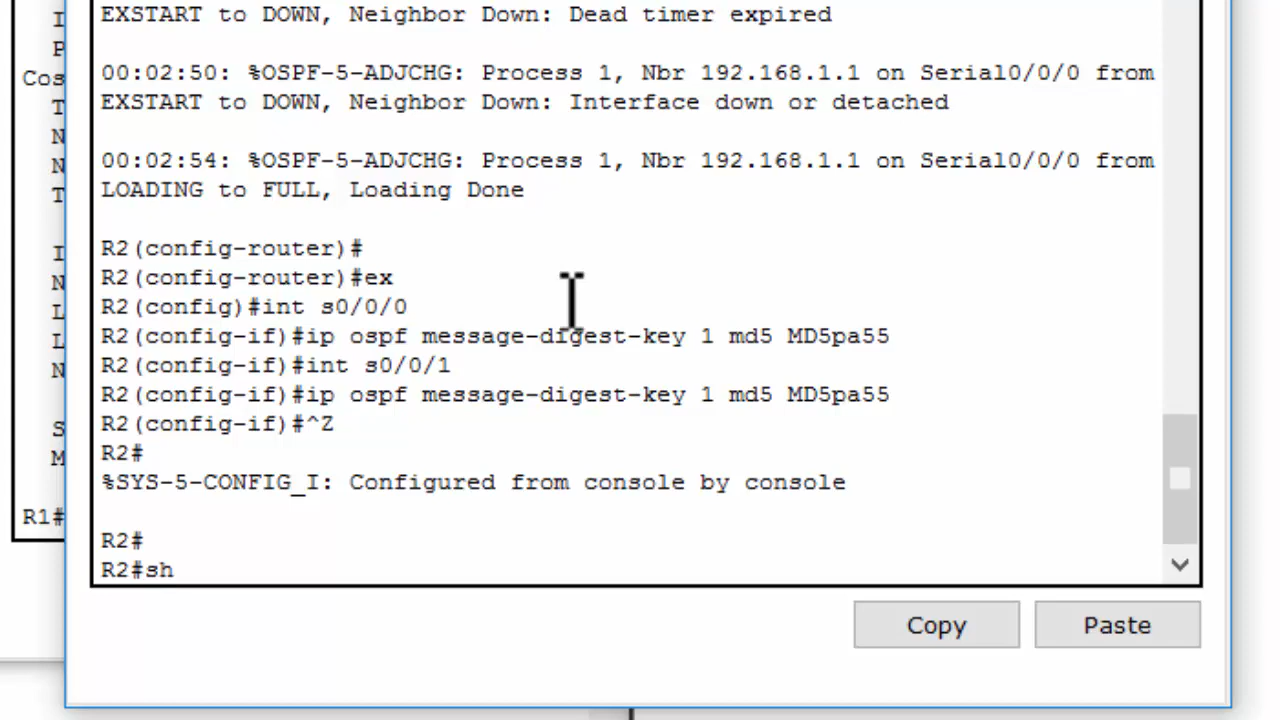 EXSTART to DOWN, Neighbor Down: Dead timer expired
00:02:50: %OSPF-5-ADJCHG: Process 1, Nbr 192.168.1.1 on Serial0/0/0 from
EXSTART to DOWN, Neighbor Down: Interface down or detached
00:02:54: %OSPF-5-ADJCHG: Process 1, Nbr 192.168.1.1 on Serial0/0/0 from
LOADING to FULL, Loading Done
R2(config-router)#
R2(config-router)#ex
R2(config)#int s0/0/0
R2(config-if)#ip ospf message-digest-key 1 md5 MD5pa55
R2(config-if)#int s0/0/1
R2(config-if)#ip ospf message-digest-key 1 md5 MD5pa55
R2(config-if)#^Z
R2#
%SYS-5-CONFIG_I: Configured from console by console
R2#
R2#sh
Copy
Paste
I
P
Cos
T
N
N
T
I
N
L
L
N
S
M
R1#